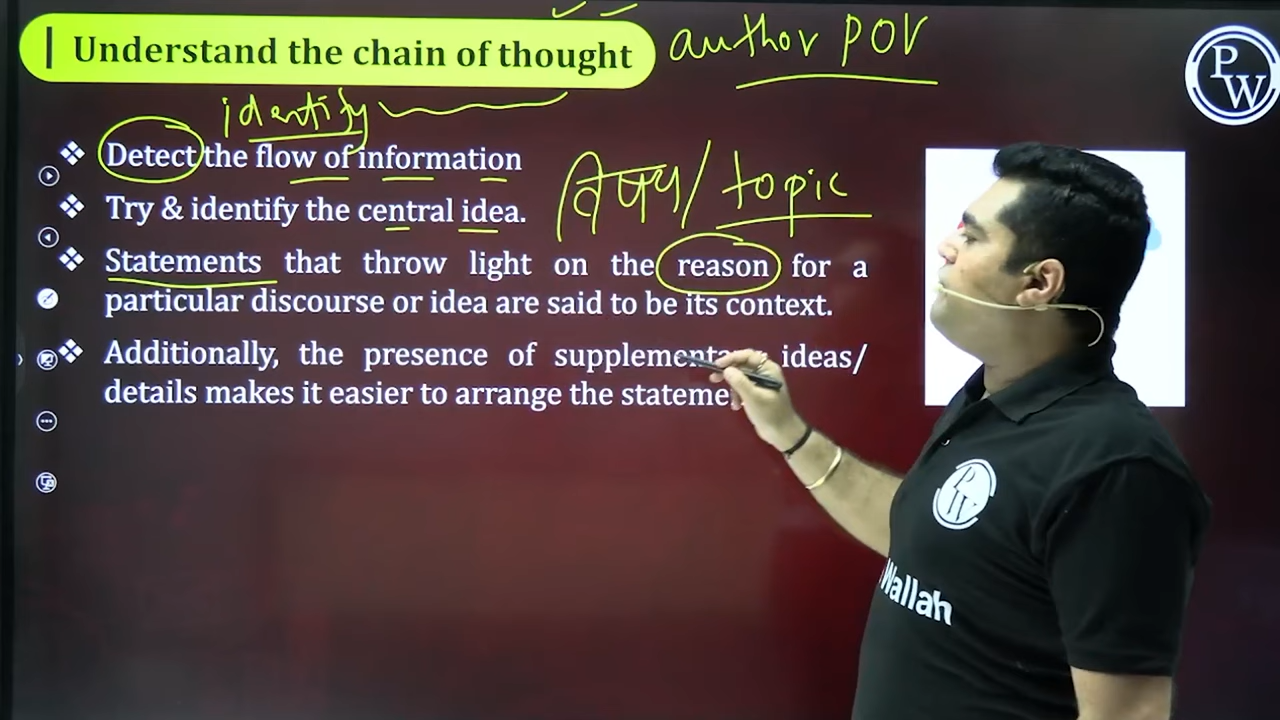 Understand the chain of thought
author POV
identify
Detect the flow of information
Try & identify the central idea.
विषय/topic
Statements that throw light on the reason for a
particular discourse or idea are said to be its context.
Additionally, the presence of supplementary ideas/
details makes it easier to arrange the stateme
PW
PW
Wallah